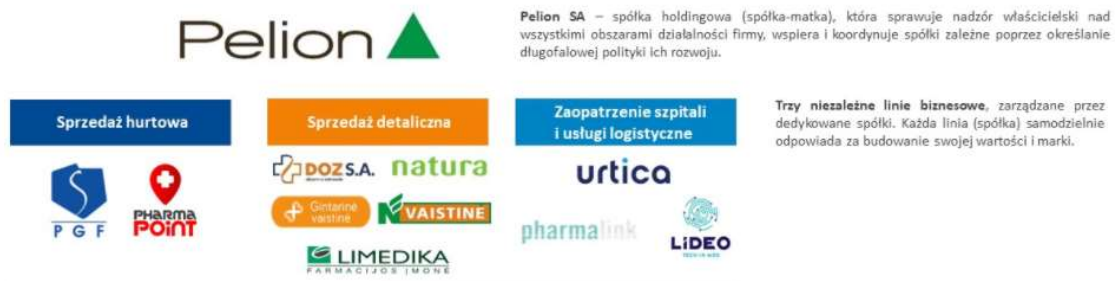 Pelion
Pelion SA – spółka holdingowa (spółka-matka), która sprawuje nadzór właścicielski nad
wszystkimi obszarami działalności firmy, wspiera i koordynuje spółki zależne poprzez określanie
długofalowej polityki ich rozwoju.
Sprzedaż hurtowa
Sprzedaż detaliczna
Zaopatrzenie szpitali
i usługi logistyczne
Trzy niezależne linie biznesowe, zarządzane przez
dedykowane spółki. Każda linia (spółka) samodzielnie
odpowiada za budowanie swojej wartości i marki.
PGF
PHARMA
POINT
DOZ S.A.
natura
Gintarinė
vaistinė
N VAISTINE
LIMEDIKA
FARMACIJOS ĮMONĖ
urtica
pharmalink
LiDEO